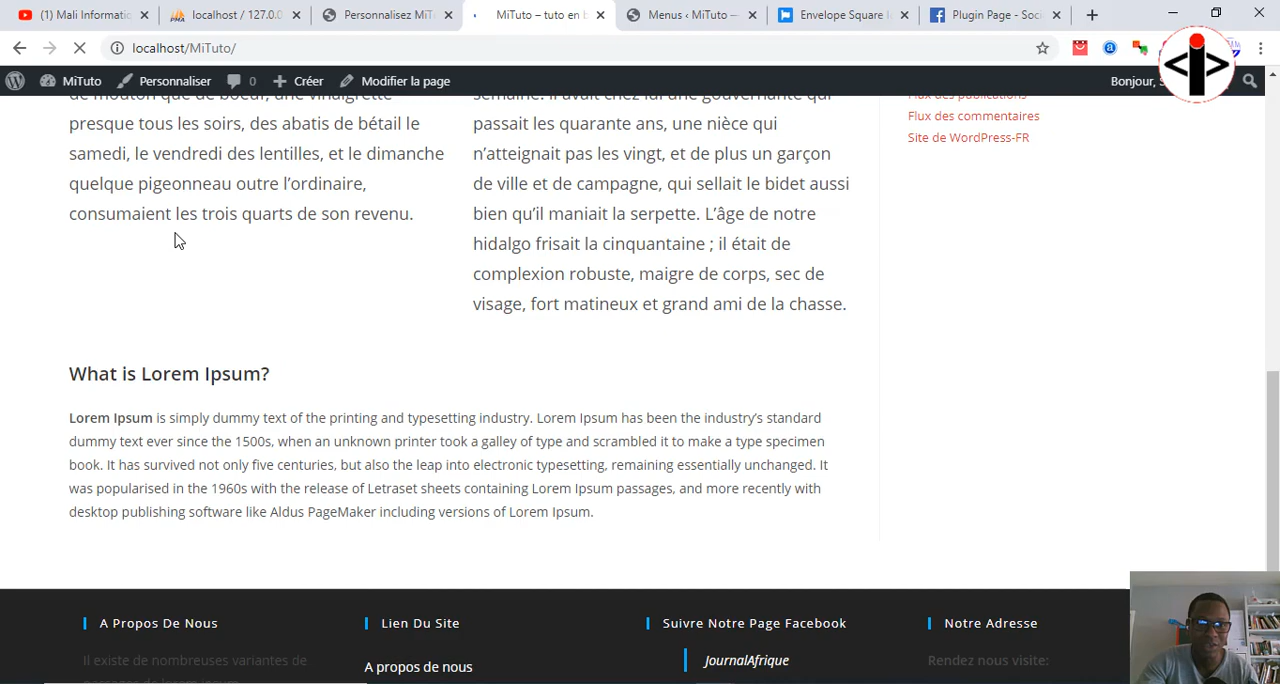 (Mali Informatic
localhost / 127.0.0
Personnalisez MiT
MiTuto – tuto en b
Menus ‹ MiTuto —
Envelope Square I
Plugin Page - Soci
localhost/MiTuto/
MiTuto
Personnaliser
0
Créer
Modifier la page
Bonjour,
de mouton que de boeuf, une vinaigrette
presque tous les soirs, des abatis de bétail le
samedi, le vendredi des lentilles, et le dimanche
quelque pigeonneau outre l’ordinaire,
consumaient les trois quarts de son revenu.
semaine. Il avait chez lui une gouvernante qui
passait les quarante ans, une nièce qui
n’atteignait pas les vingt, et de plus un garçon
de ville et de campagne, qui sellait le bidet aussi
bien qu’il maniait la serpette. L’âge de notre
hidalgo frisait la cinquantaine ; il était de
complexion robuste, maigre de corps, sec de
visage, fort matineux et grand ami de la chasse.
Flux des publications
Flux des commentaires
Site de WordPress-FR
What is Lorem Ipsum?
Lorem Ipsum is simply dummy text of the printing and typesetting industry. Lorem Ipsum has been the industry’s standard
dummy text ever since the 1500s, when an unknown printer took a galley of type and scrambled it to make a type specimen
book. It has survived not only five centuries, but also the leap into electronic typesetting, remaining essentially unchanged. It
was popularised in the 1960s with the release of Letraset sheets containing Lorem Ipsum passages, and more recently with
desktop publishing software like Aldus PageMaker including versions of Lorem Ipsum.
A Propos De Nous
Il existe de nombreuses variantes de
passages de lorem ipsum
Lien Du Site
A propos de nous
Suivre Notre Page Facebook
JournalAfrique
Notre Adresse
Rendez nous visite: